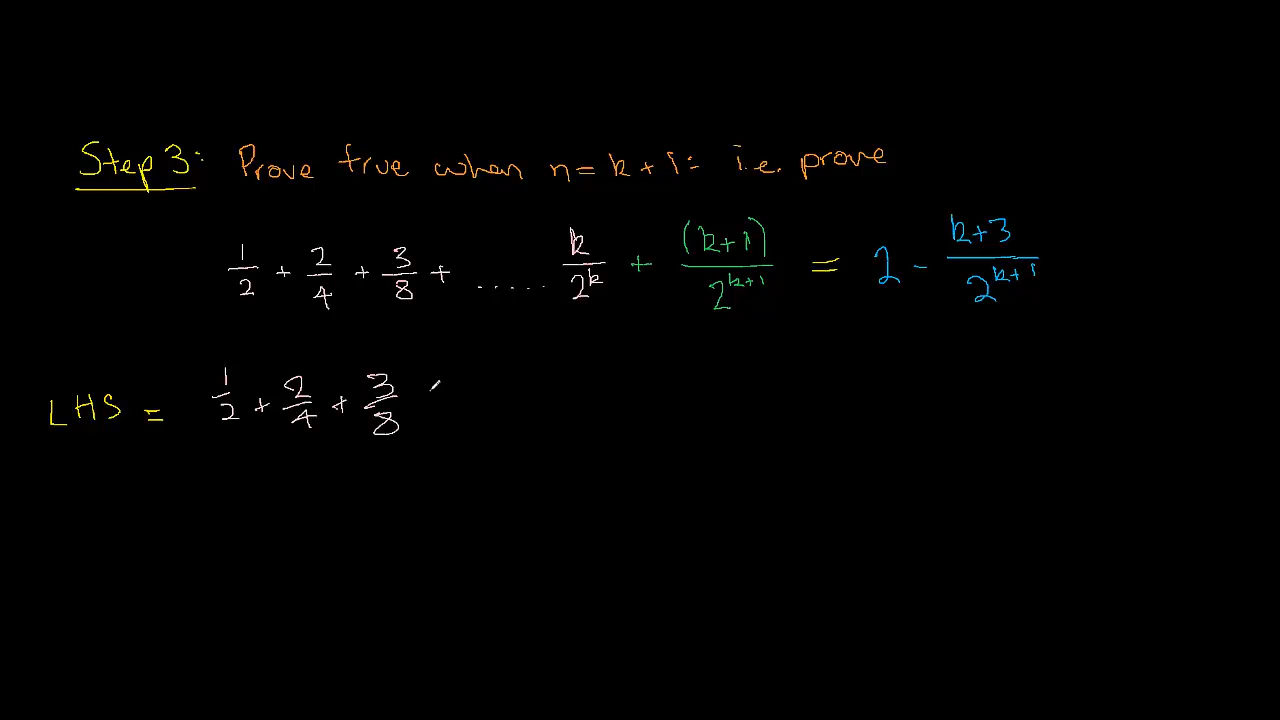 Step 3: Prove true when n = k + 1: i.e. prove
1/2 + 2/4 + 3/8 + ...... k/2^k + (k+1)/2^(k+1) = 2 - (k+3)/2^(k+1)
LHS = 1/2 + 2/4 + 3/8